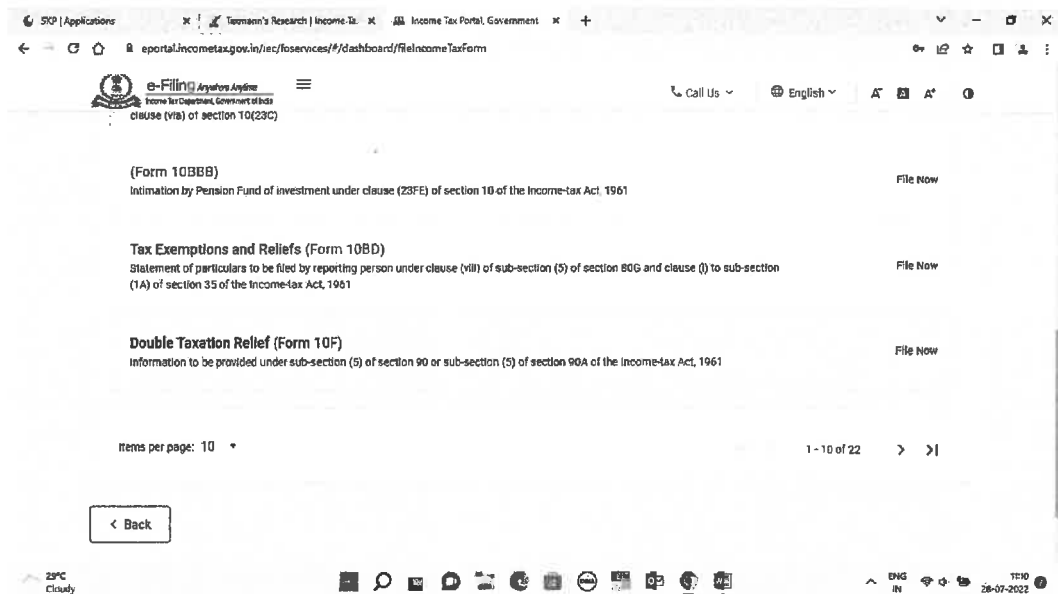 SKP | Applications
Taxmann's Research | Income-Ta
Income Tax Portal, Government
eportal.incometax.gov.in/iec/foservices/#/dashboard/fileIncomeTaxForm
e-Filing Anywhere Anytime
Income Tax Department, Government of India
Call Us
English
A-
A
A+
clause (via) of section 10(23C)
(Form 10BBB)
Intimation by Pension Fund of investment under clause (23FE) of section 10 of the Income-tax Act, 1961
File Now
Tax Exemptions and Reliefs (Form 10BD)
Statement of particulars to be filed by reporting person under clause (viii) of sub-section (5) of section 80G and clause (i) to sub-section
(1A) of section 35 of the Income-tax Act, 1961
File Now
Double Taxation Relief (Form 10F)
Information to be provided under sub-section (5) of section 90 or sub-section (5) of section 90A of the Income-tax Act, 1961
File Now
Items per page: 10
1 - 10 of 22
< Back
29°C
Cloudy
ENG
IN
11:10
28-07-2022